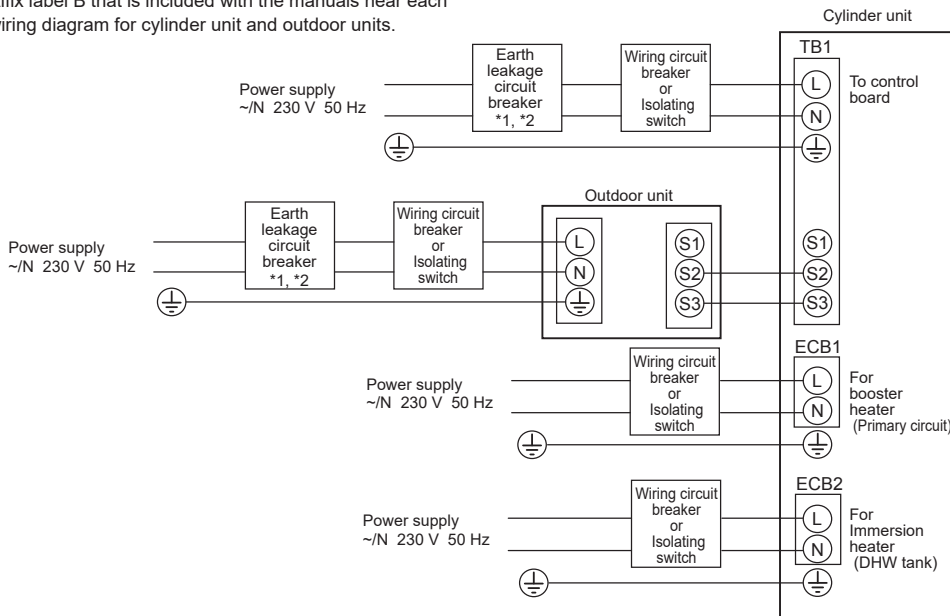 affix label B that is included with the manuals near each
wiring diagram for cylinder unit and outdoor units.
Cylinder unit
TB1
Power supply
~/N 230 V 50 Hz
Earth
leakage
circuit
breaker
*1, *2
Wiring circuit
breaker
or
Isolating
switch
L
N
To control
board
Outdoor unit
Power supply
~/N 230 V 50 Hz
Earth
leakage
circuit
breaker
*1, *2
Wiring circuit
breaker
or
Isolating
switch
L
N
S1
S2
S3
S1
S2
S3
ECB1
Power supply
~/N 230 V 50 Hz
Wiring circuit
breaker
or
Isolating
switch
L
N
For
booster
heater
(Primary circuit)
ECB2
Power supply
~/N 230 V 50 Hz
Wiring circuit
breaker
or
Isolating
switch
L
N
For
Immersion
heater
(DHW tank)